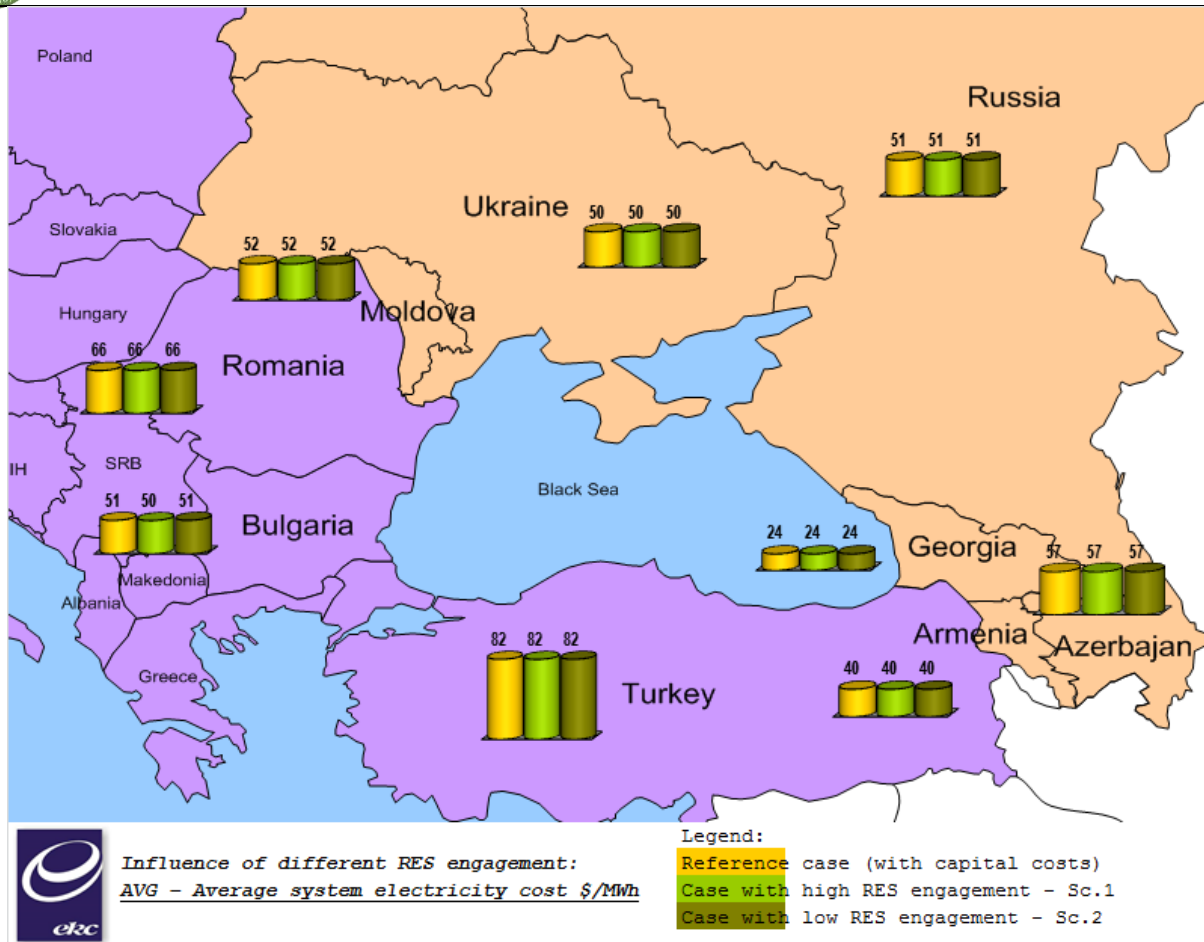 Poland
Russia
51 51 51
Ukraine
50 50 50
Slovakia
52 52 52
Moldova
Hungary
66 66 66
Romania
SRB
IH
Black Sea
51 50 51
Bulgaria
24 24 24
Georgia
57 57 57
Makedonia
Albania
Armenia
Azerbajan
82 82 82
40 40 40
Greece
Turkey
Legend:
Influence of different RES engagement:
AVG - Average system electricity cost $/MWh
Reference case (with capital costs)
Case with high RES engagement - Sc.1
Case with low RES engagement - Sc.2
ekc